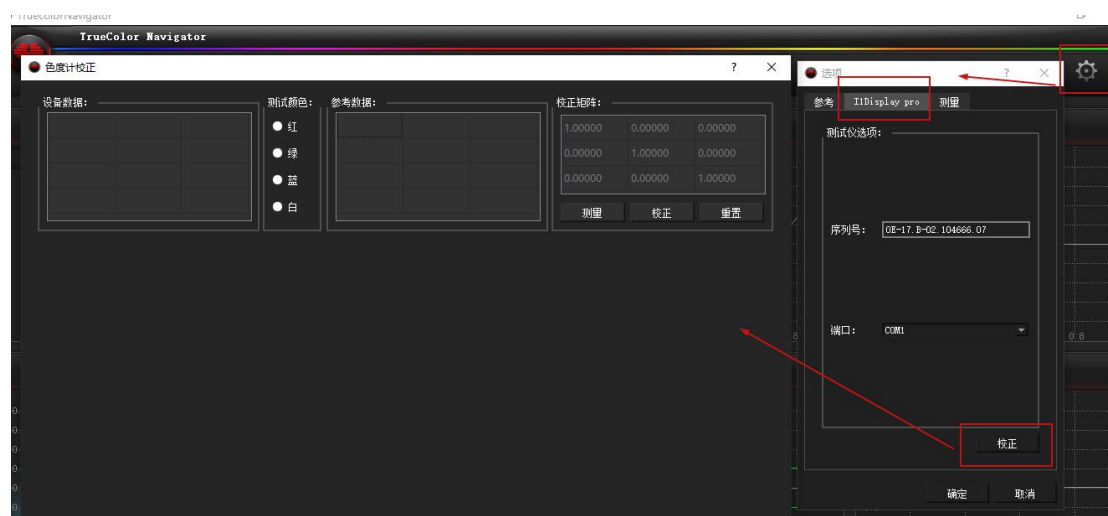 TrueColorNavigator
TrueColor Navigator
色度计校正
?
设备数据:
测试颜色:
红
绿
蓝
白
参考数据:
校正矩阵:
1.00000 0.00000 0.00000
0.00000 1.00000 0.00000
0.00000 0.00000 1.00000
测量 校正 重置
选项
?
参考 I1Display pro 测量
测试仪选项:
序列号: OE-17.B-02.104666.07
端口: COM1
校正
确定 取消
0.8